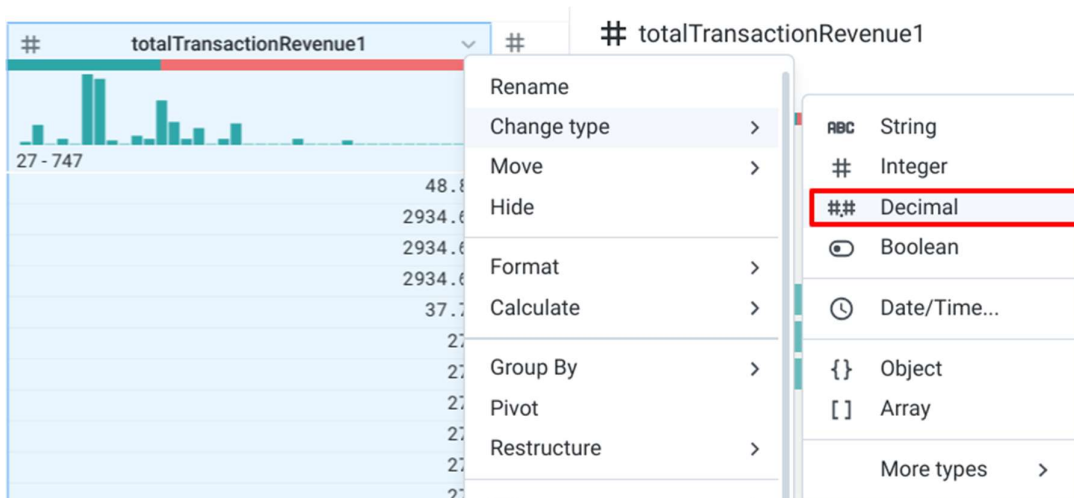 # totalTransactionRevenue1
#
# totalTransactionRevenue1
27 - 747
48.8
2934.6
2934.6
2934.6
37.7
27
27
27
27
27
27
Rename
Change type
Move
Hide
Format
Calculate
Group By
Pivot
Restructure
ABC String
# Integer
#.# Decimal
Boolean
Date/Time...
{} Object
[] Array
More types